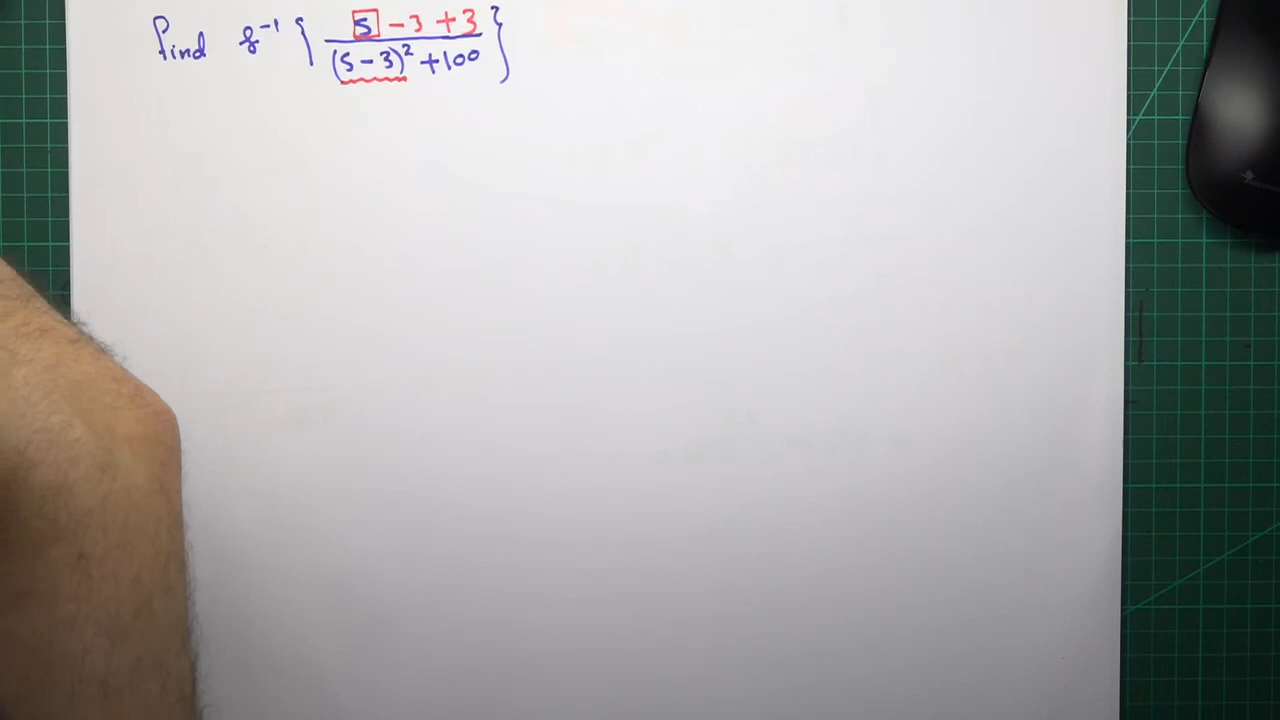 find ℒ⁻¹ { s - 3 + 3
(s - 3)² + 100 }